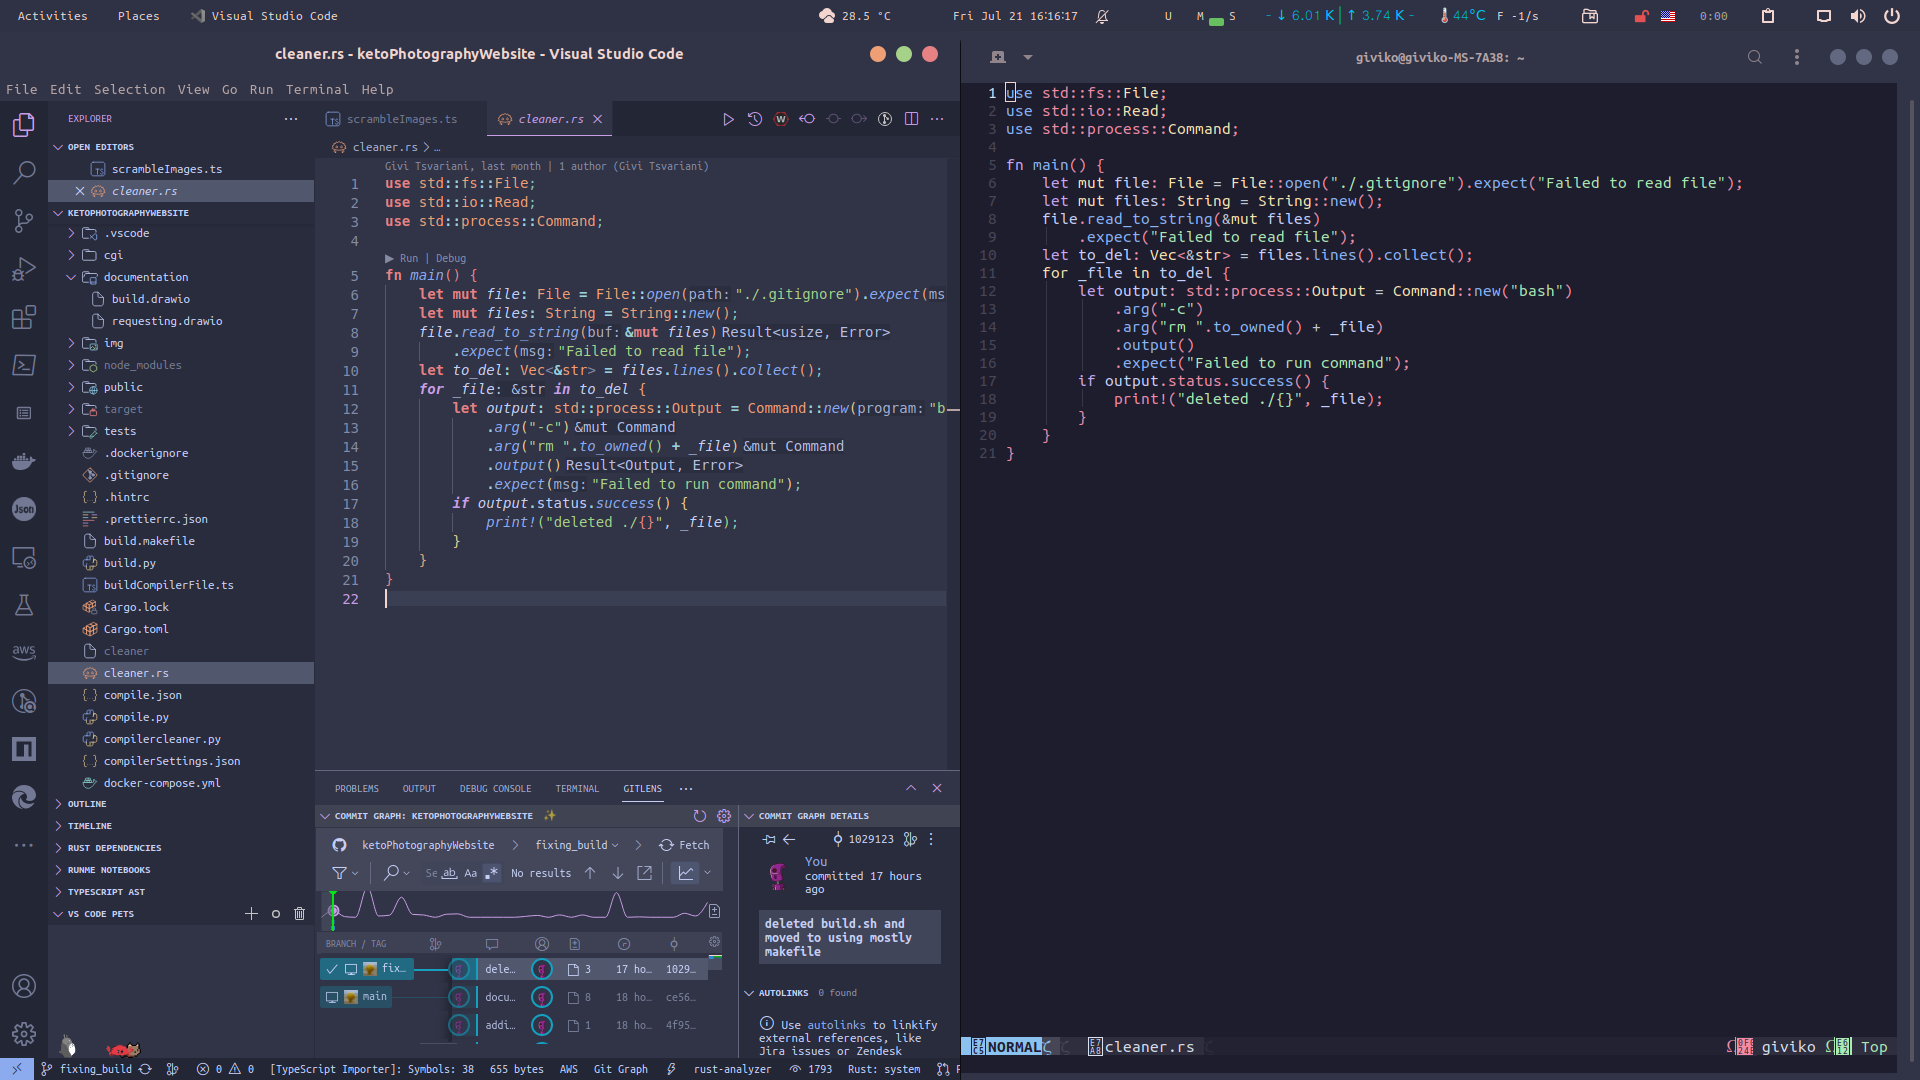 Activities Places Visual Studio Code 28.5 °C Fri Jul 21 16:16:17 U M S - ↓ 6.01 K | ↑ 3.74 K - 44°C F -1/s 0:00
cleaner.rs - ketoPhotographyWebsite - Visual Studio Code
File Edit Selection View Go Run Terminal Help
EXPLORER
OPEN EDITORS
scrambleImages.ts
cleaner.rs
KETOPHOTOGRAPHYWEBSITE
.vscode
cgi
documentation
build.drawio
requesting.drawio
img
node_modules
public
target
tests
.dockerignore
.gitignore
.hintrc
.prettierrc.json
build.makefile
build.py
buildCompilerFile.ts
Cargo.lock
Cargo.toml
cleaner
cleaner.rs
compile.json
compile.py
compilercleaner.py
compilerSettings.json
docker-compose.yml
OUTLINE
TIMELINE
RUST DEPENDENCIES
RUNME NOTEBOOKS
TYPESCRIPT AST
VS CODE PETS
Json
aws
scrambleImages.ts cleaner.rs
cleaner.rs > …
Givi Tsvariani, last month | 1 author (Givi Tsvariani)
1 use std::fs::File;
2 use std::io::Read;
3 use std::process::Command;
4
▶ Run | Debug
5 fn main() {
6 let mut file: File = File::open(path: "./.gitignore").expect(ms
7 let mut files: String = String::new();
8 file.read_to_string(buf: &mut files) Result<usize, Error>
9 .expect(msg: "Failed to read file");
10 let to_del: Vec<&str> = files.lines().collect();
11 for _file: &str in to_del {
12 let output: std::process::Output = Command::new(program: "b
13 .arg("-c") &mut Command
14 .arg("rm ".to_owned() + _file) &mut Command
15 .output() Result<Output, Error>
16 .expect(msg: "Failed to run command");
17 if output.status.success() {
18 print!("deleted ./{}", _file);
19 }
20 }
21 }
22
PROBLEMS OUTPUT DEBUG CONSOLE TERMINAL GITLENS
COMMIT GRAPH: KETOPHOTOGRAPHYWEBSITE
ketoPhotographyWebsite > fixing_build > Fetch
Se ab Aa .* No results
BRANCH / TAG
fix… dele… 3 17 ho… 1029…
main docu… 8 18 ho… ce56…
addi… 1 18 ho… 4f95…
COMMIT GRAPH DETAILS
1029123
You
committed 17 hours
ago
deleted build.sh and
moved to using mostly
makefile
AUTOLINKS 0 found
Use autolinks to linkify
external references, like
Jira issues or Zendesk
fixing_build 0 0 [TypeScript Importer]: Symbols: 38 655 bytes AWS Git Graph rust-analyzer 1793 Rust: system
giviko@giviko-MS-7A38: ~
1 use std::fs::File;
2 use std::io::Read;
3 use std::process::Command;
4
5 fn main() {
6 let mut file: File = File::open("./.gitignore").expect("Failed to read file");
7 let mut files: String = String::new();
8 file.read_to_string(&mut files)
9 .expect("Failed to read file");
10 let to_del: Vec<&str> = files.lines().collect();
11 for _file in to_del {
12 let output: std::process::Output = Command::new("bash")
13 .arg("-c")
14 .arg("rm ".to_owned() + _file)
15 .output()
16 .expect("Failed to run command");
17 if output.status.success() {
18 print!("deleted ./{}", _file);
19 }
20 }
21 }
NORMAL cleaner.rs giviko Top